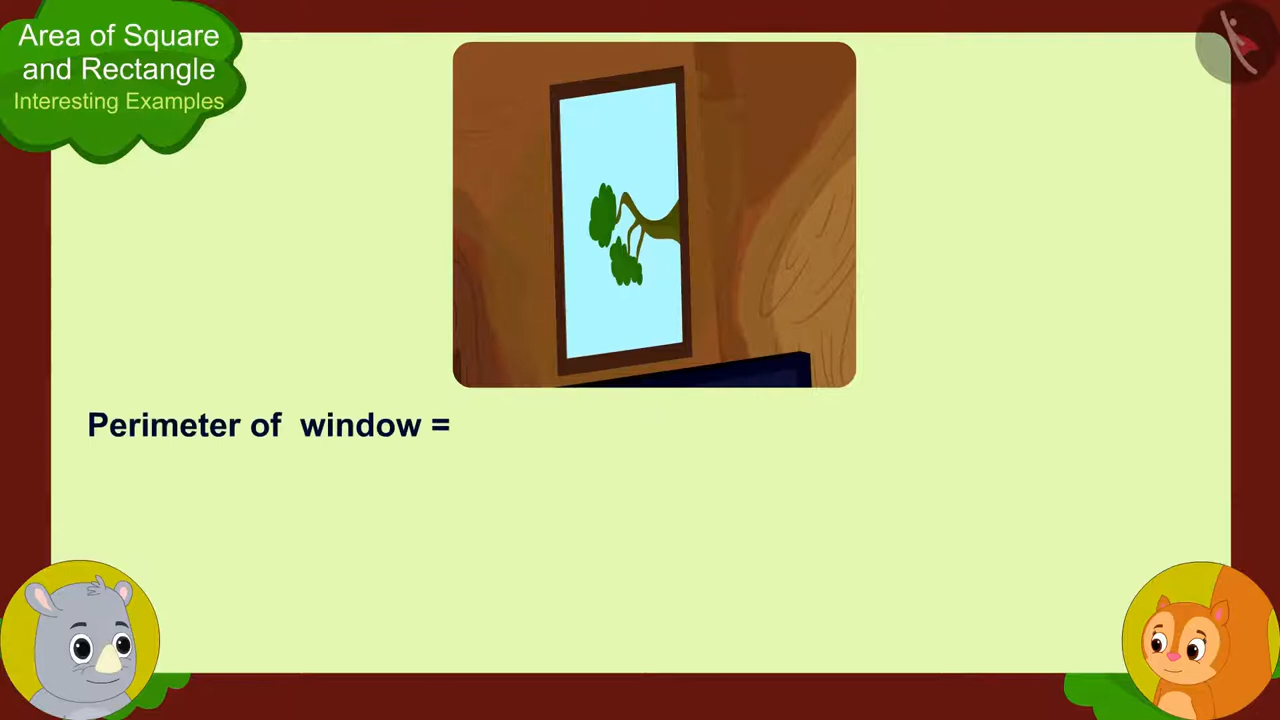 Area of Square
and Rectangle
Interesting Examples
Perimeter of window =